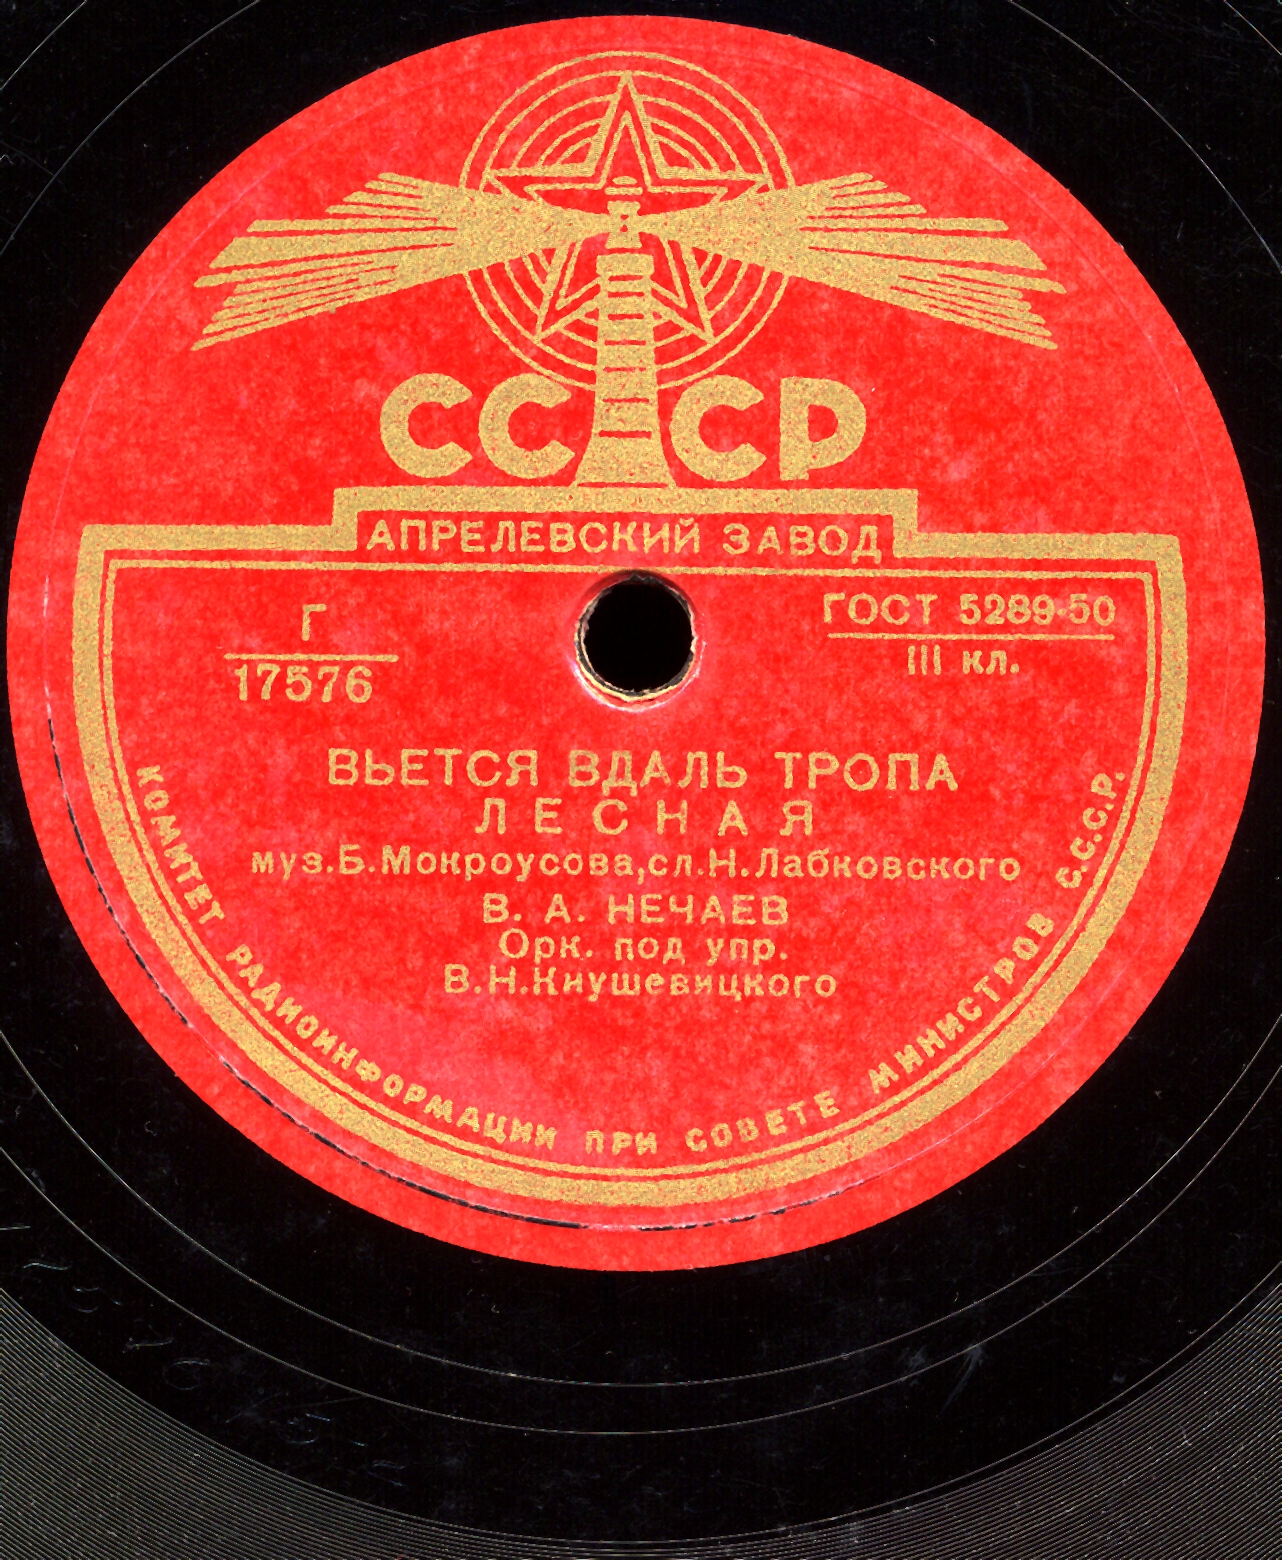 СССР
АПРЕЛЕВСКИЙ ЗАВОД
Г
17576
ГОСТ 5289-50
III кл.
ВЬЕТСЯ ВДАЛЬ ТРОПА
ЛЕСНАЯ
муз.Б.Мокроусова,сл.Н.Лабковского
В. А. НЕЧАЕВ
Орк. под упр.
В.Н.Кнушевицкого
КОМИТЕТ РАДИОИНФОРМАЦИИ ПРИ СОВЕТЕ МИНИСТРОВ С.С.С.Р.